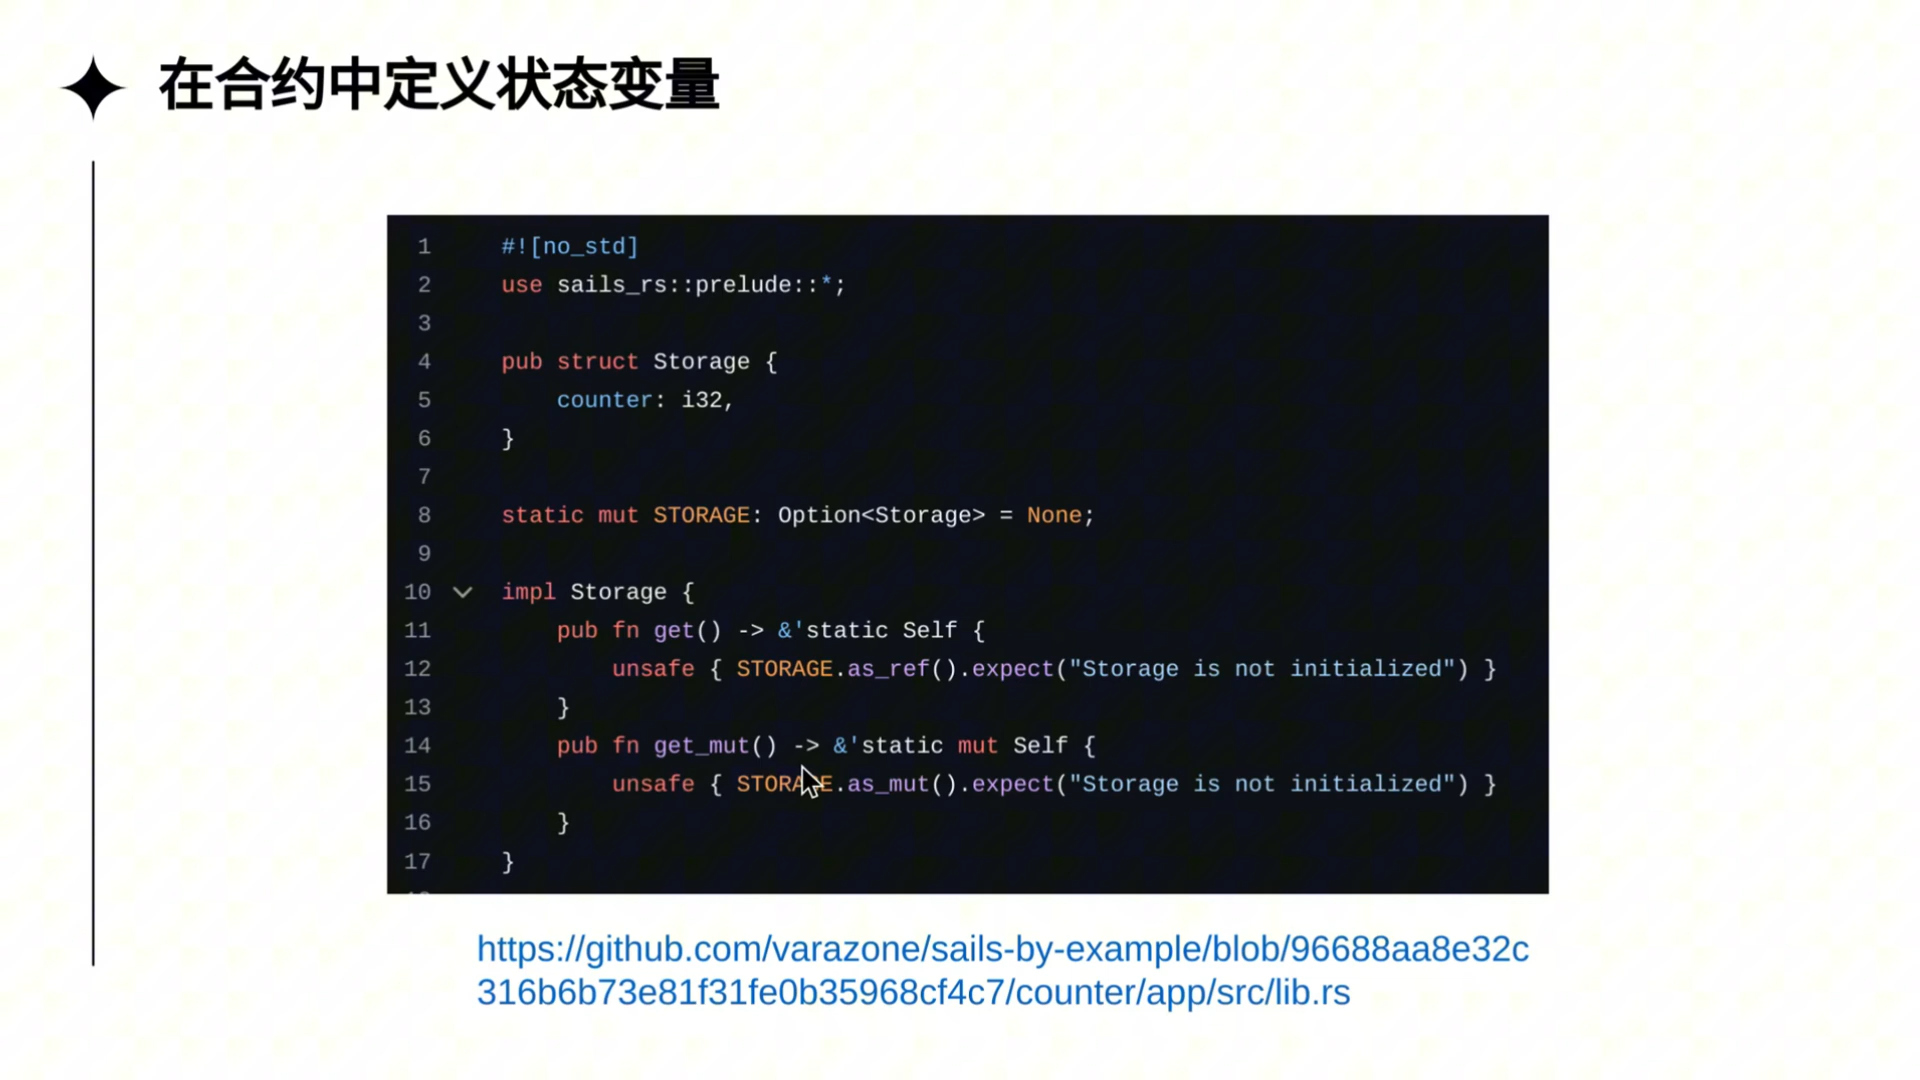 在合约中定义状态变量
1 #![no_std]
2 use sails_rs::prelude::*;
3
4 pub struct Storage {
5     counter: i32,
6 }
7
8 static mut STORAGE: Option<Storage> = None;
9
10 impl Storage {
11     pub fn get() -> &'static Self {
12         unsafe { STORAGE.as_ref().expect("Storage is not initialized") }
13     }
14     pub fn get_mut() -> &'static mut Self {
15         unsafe { STORAGE.as_mut().expect("Storage is not initialized") }
16     }
17 }
https://github.com/varazone/sails-by-example/blob/96688aa8e32c
316b6b73e81f31fe0b35968cf4c7/counter/app/src/lib.rs